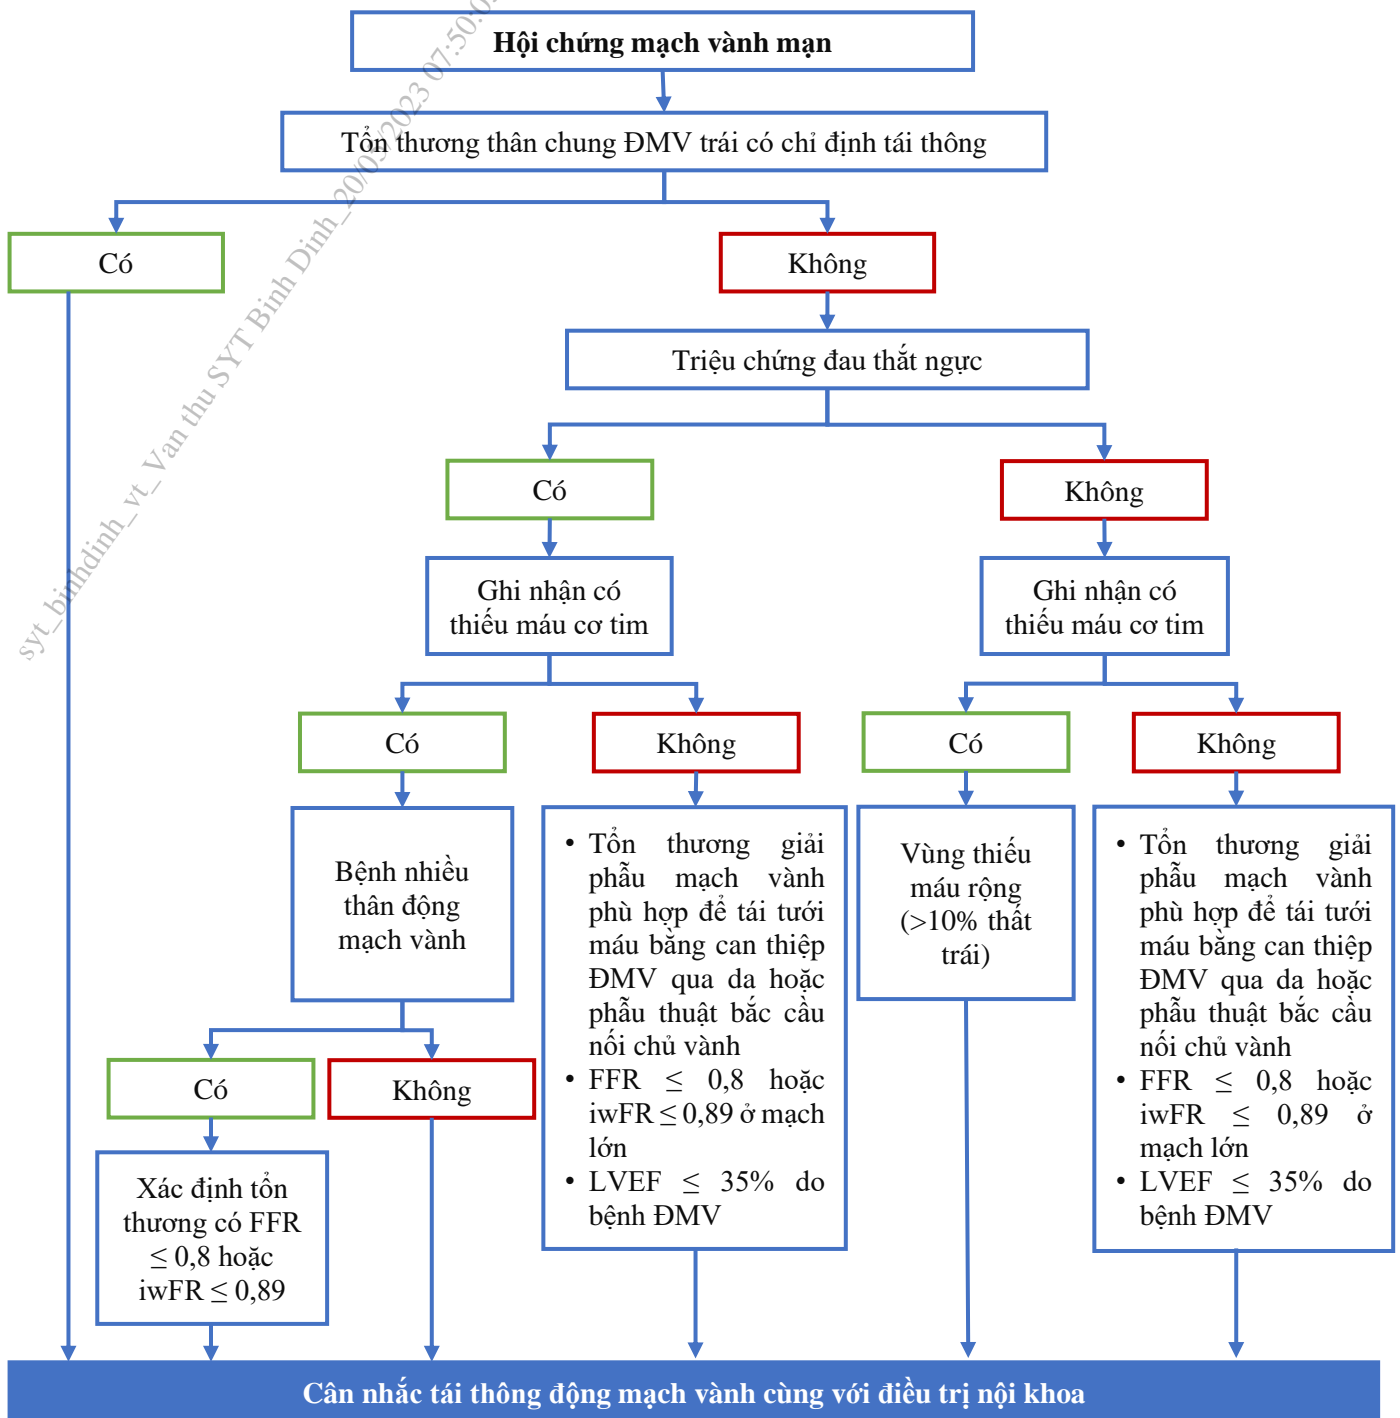 Hội chứng mạch vành mạn
Tổn thương thân chung ĐMV trái có chỉ định tái thông
Có
Không
Triệu chứng đau thắt ngực
Có
Không
Ghi nhận có
thiếu máu cơ tim
Ghi nhận có
thiếu máu cơ tim
Có
Không
Có
Không
Bệnh nhiều
thân động
mạch vành
• Tổn thương giải
phẫu mạch vành
phù hợp để tái tưới
máu bằng can thiệp
ĐMV qua da hoặc
phẫu thuật bắc cầu
nối chủ vành
• FFR ≤ 0,8 hoặc
iwFR ≤ 0,89 ở mạch
lớn
• LVEF ≤ 35% do
bệnh ĐMV
Vùng thiếu
máu rộng
(>10% thất
trái)
• Tổn thương giải
phẫu mạch vành
phù hợp để tái tưới
máu bằng can thiệp
ĐMV qua da hoặc
phẫu thuật bắc cầu
nối chủ vành
• FFR ≤ 0,8 hoặc
iwFR ≤ 0,89 ở
mạch lớn
• LVEF ≤ 35% do
bệnh ĐMV
Có
Không
Xác định tổn
thương có FFR
≤ 0,8 hoặc
iwFR ≤ 0,89
Cân nhắc tái thông động mạch vành cùng với điều trị nội khoa
syt_binhdinh_vt_Van thu SYT Binh Dinh_20/03/2023 07:50:0